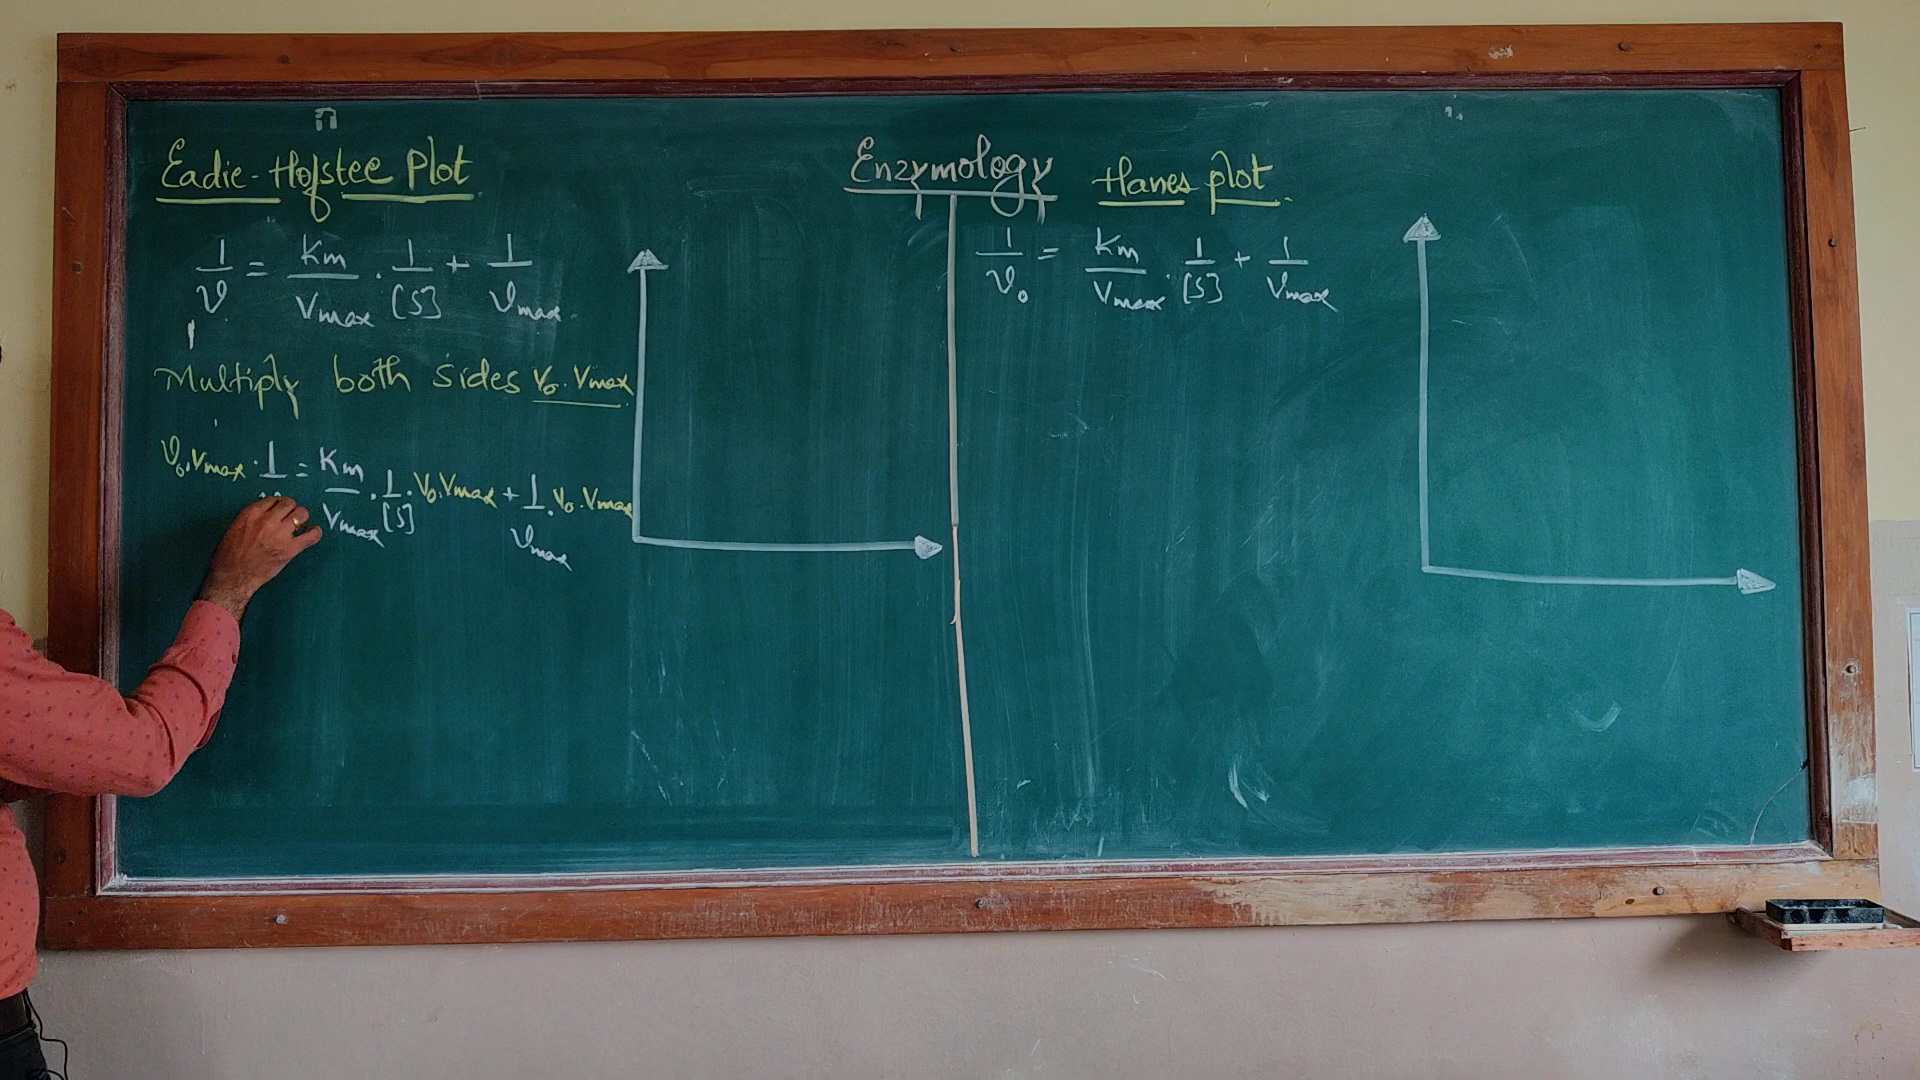 Enzymology
Eadie-Hofstee Plot
1/v = Km/Vmax . 1/[S] + 1/Vmax
Multiply both sides V₀. Vmax
V₀.Vmax . 1 = Km/Vmax . 1/[S] . V₀.Vmax + 1/Vmax . V₀. Vmax
Hanes plot.
1/V₀ = Km/Vmax . 1/[S] + 1/Vmax